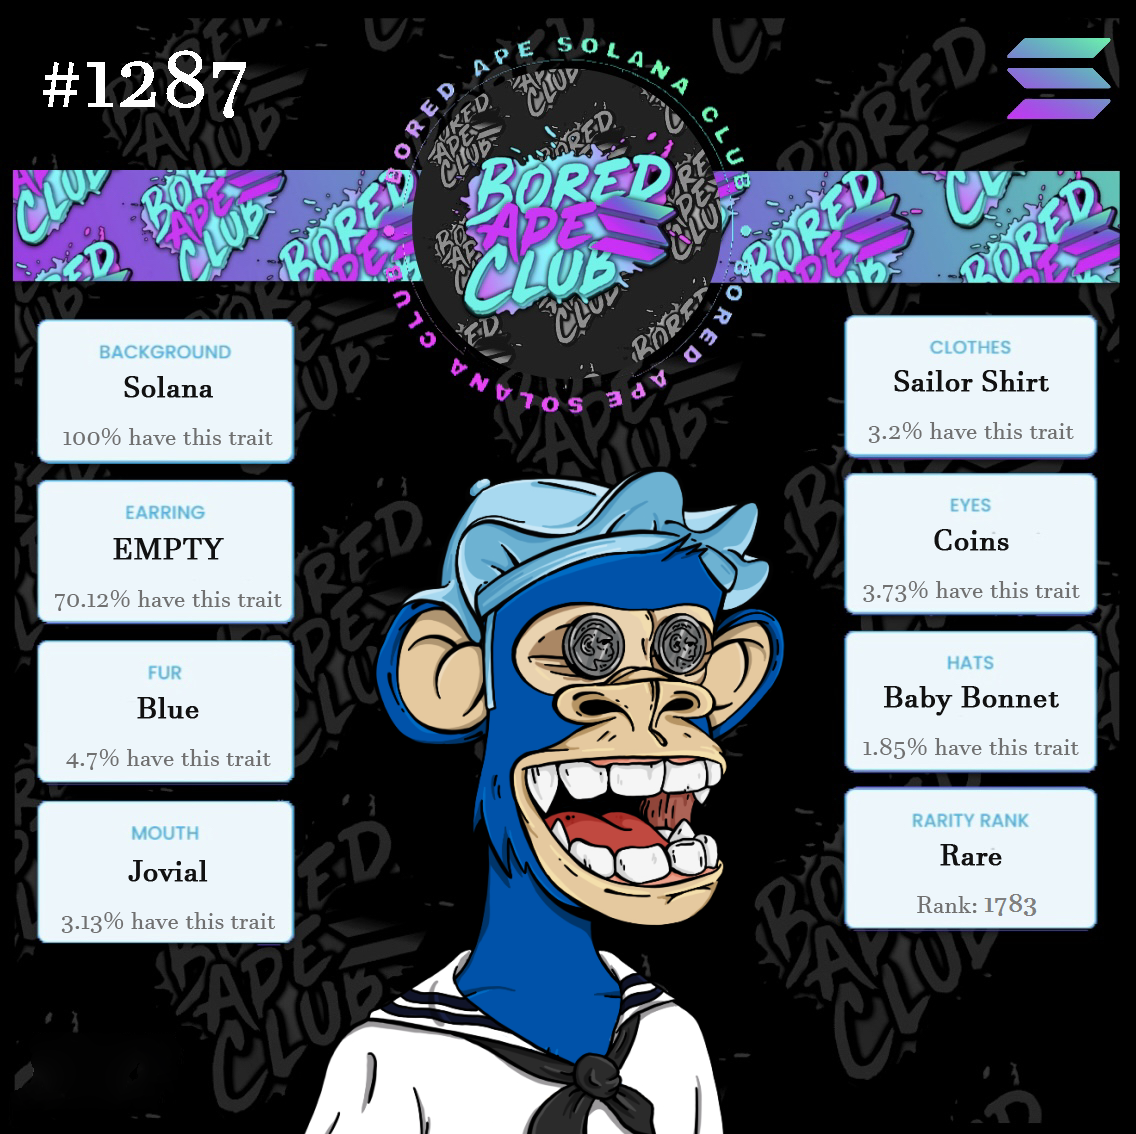 #1287
BORED APE SOLANA CLUB
BORED APE SOLANA CLUB
BORED
APE
CLUB
BACKGROUND
Solana
100% have this trait
EARRING
EMPTY
70.12% have this trait
FUR
Blue
4.7% have this trait
MOUTH
Jovial
3.13% have this trait
CLOTHES
Sailor Shirt
3.2% have this trait
EYES
Coins
3.73% have this trait
HATS
Baby Bonnet
1.85% have this trait
RARITY RANK
Rare
Rank: 1783